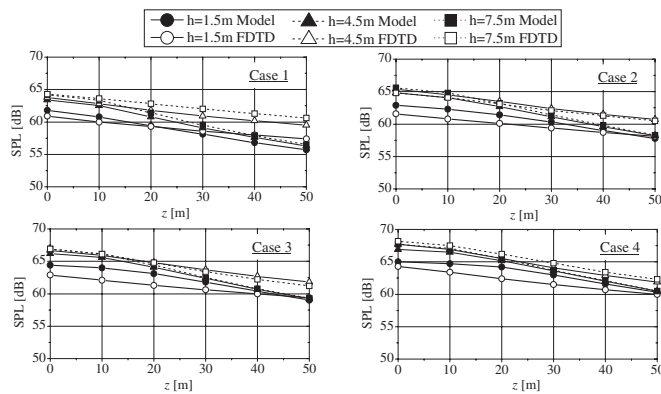 h=1.5m Model h=4.5m Model h=7.5m Model
h=1.5m FDTD h=4.5m FDTD h=7.5m FDTD
Case 1
SPL [dB]
70
65
60
55
50
0 10 20 30 40 50
z [m]
Case 2
SPL [dB]
70
65
60
55
50
0 10 20 30 40 50
z [m]
Case 3
SPL [dB]
70
65
60
55
50
0 10 20 30 40 50
z [m]
Case 4
SPL [dB]
70
65
60
55
50
0 10 20 30 40 50
z [m]